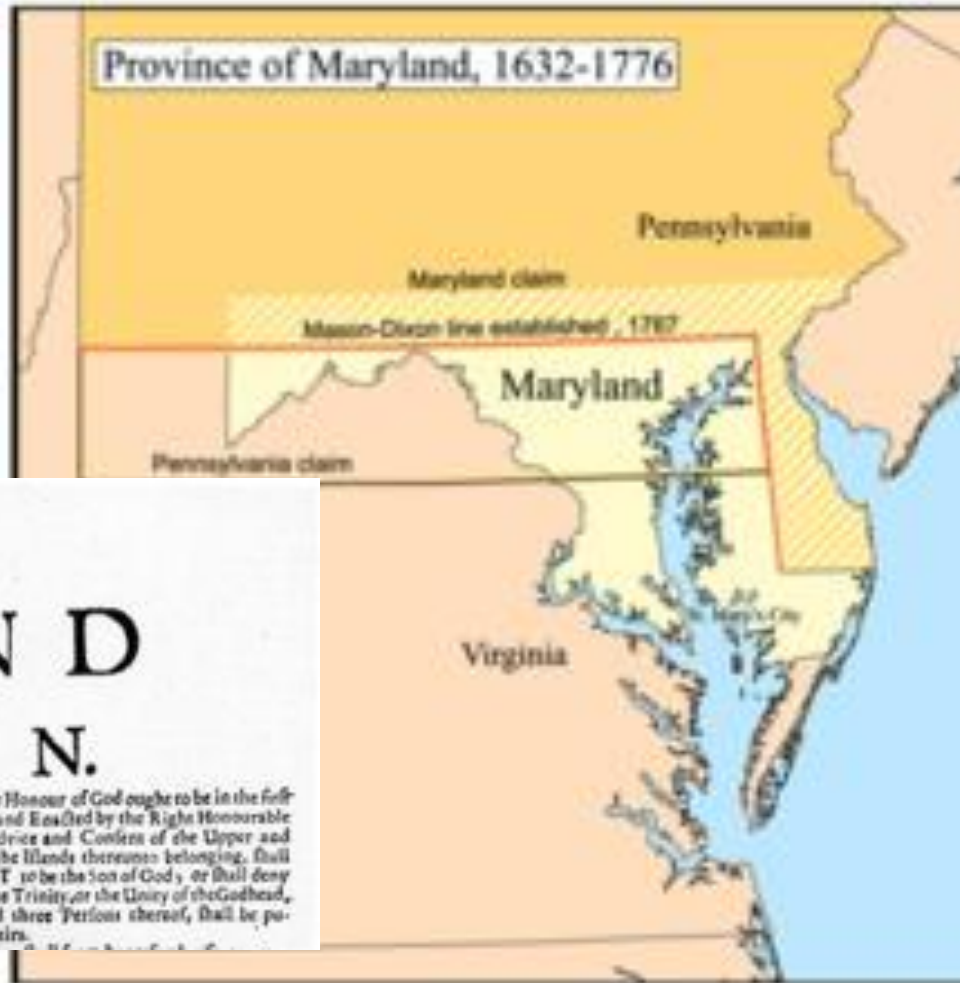 Province of Maryland, 1632-1776
Pennsylvania
Maryland claim
Mason-Dixon line established , 1767
Maryland
Pennsylvania claim
Virginia
N D
N.
Honour of God ought to be in the first
and Enacted by the Right Honourable
dvice and Consent of the Upper and
the Islands thereunto belonging, shall
T to be the Son of God, or shall deny
e Trinity, or the Unity of the Godhead,
three Persons thereof, shall be pu-